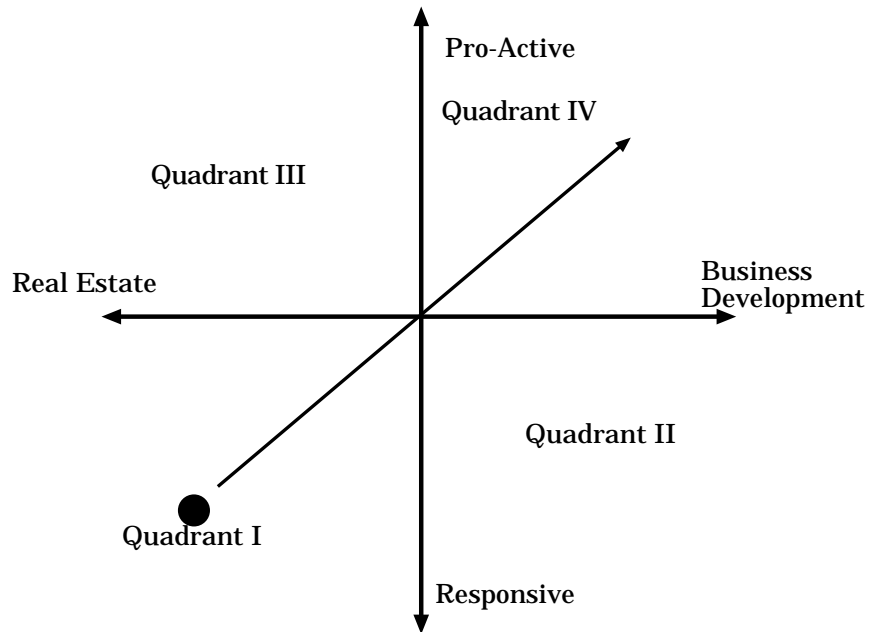 Pro-Active
Quadrant IV
Quadrant III
Real Estate
Business
Development
Quadrant II
Quadrant I
Responsive